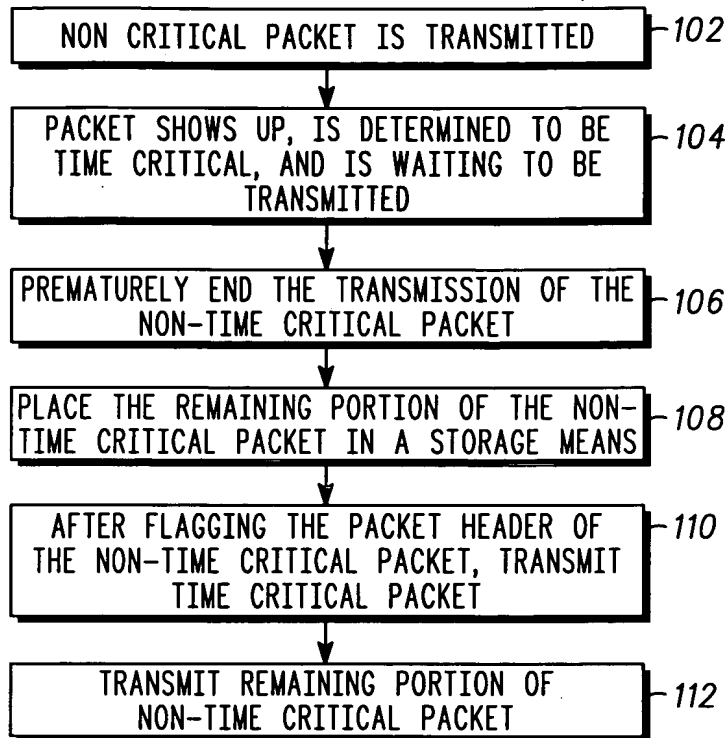 NON CRITICAL PACKET IS TRANSMITTED
102
PACKET SHOWS UP, IS DETERMINED TO BE
TIME CRITICAL, AND IS WAITING TO BE
TRANSMITTED
104
PREMATURELY END THE TRANSMISSION OF THE
NON-TIME CRITICAL PACKET
106
PLACE THE REMAINING PORTION OF THE NON-
TIME CRITICAL PACKET IN A STORAGE MEANS
108
AFTER FLAGGING THE PACKET HEADER OF
THE NON-TIME CRITICAL PACKET, TRANSMIT
TIME CRITICAL PACKET
110
TRANSMIT REMAINING PORTION OF
NON-TIME CRITICAL PACKET
112